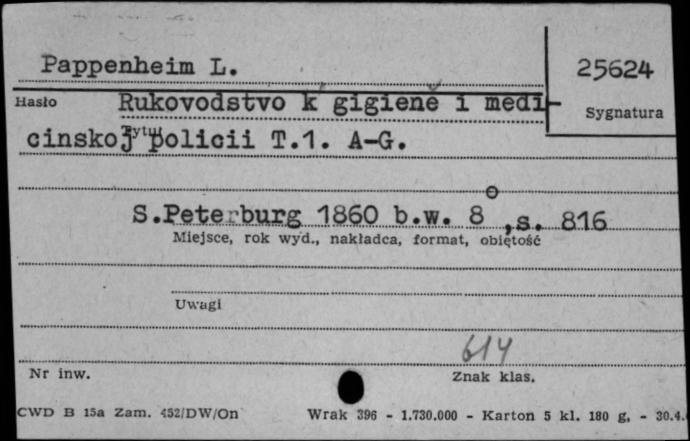 Pappenheim L.
25624
Hasło Rukovodstvo k gigieně i medi-
Sygnatura
cinskoj policii T.1. A-G.
Tytuł
S.Peterburg 1860 b.w. 8°, s. 816
Miejsce, rok wyd., nakładca, format, objętość
Uwagi
614
Nr inw.
Znak klas.
CWD B 15a Zam. 452/DW/On Wrak 396 - 1.730.000 - Karton 5 kl. 180 g. - 30.4.